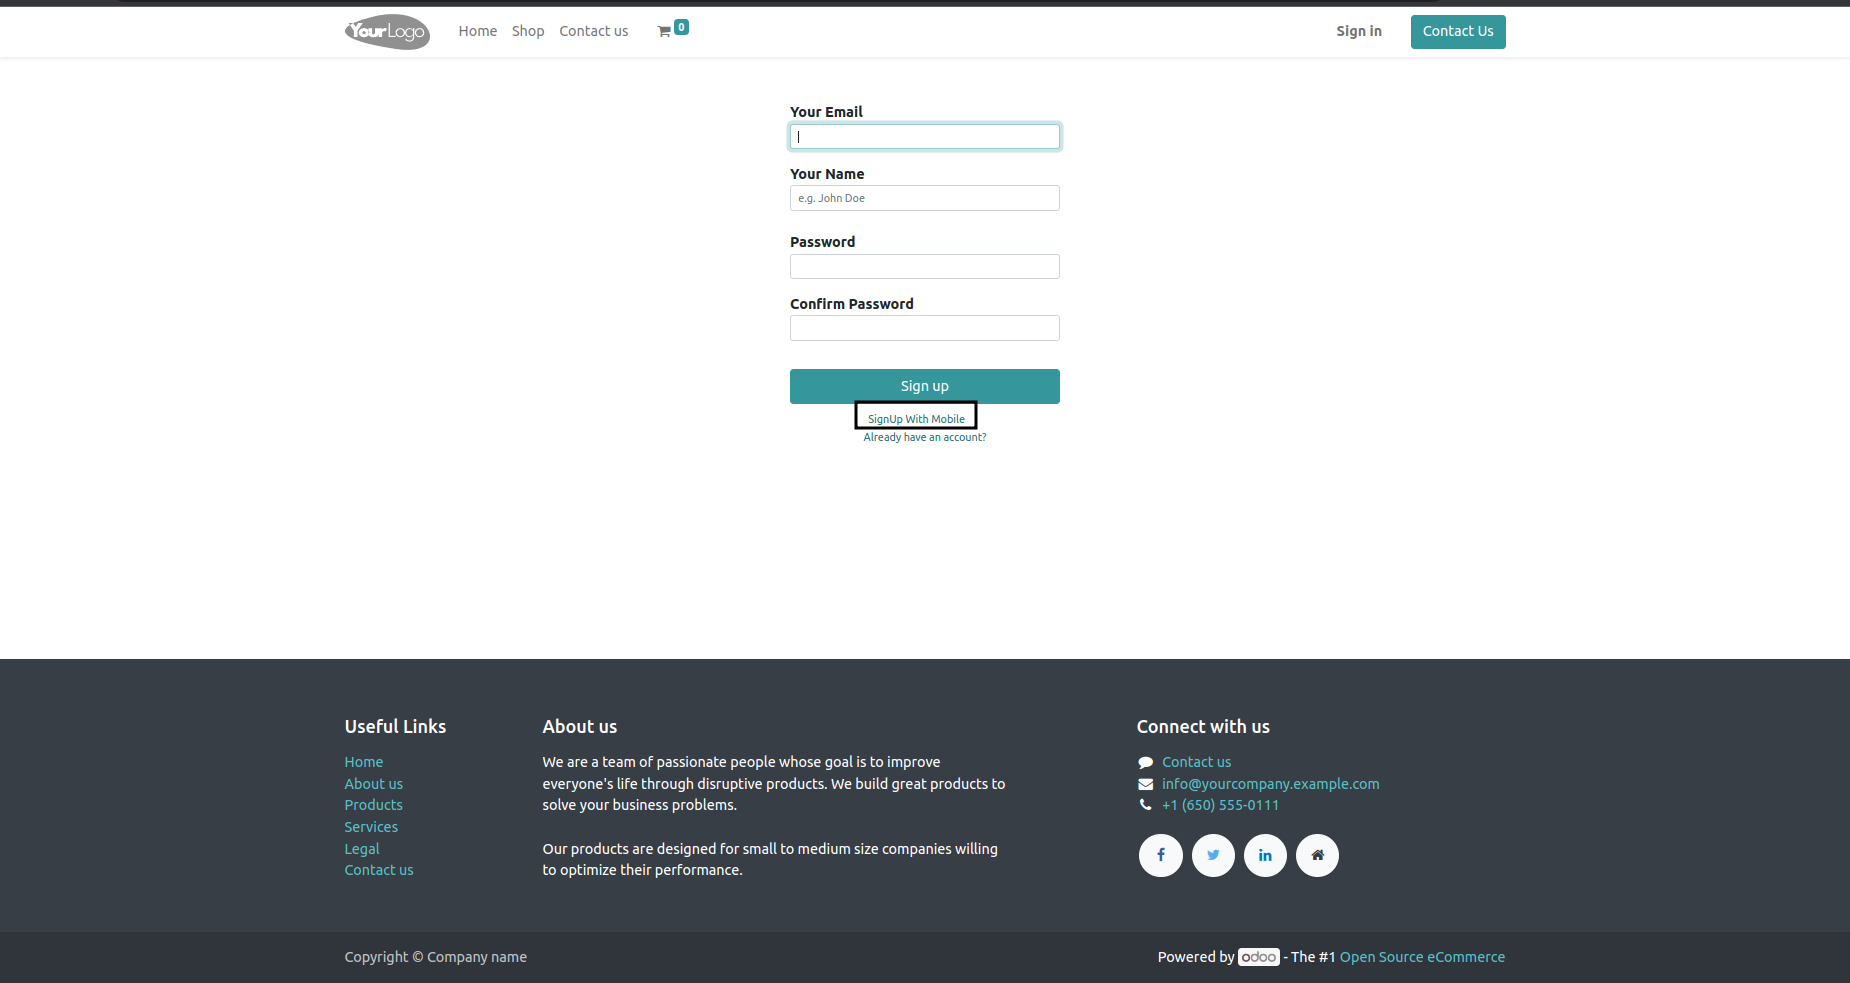 YourLogo
Home Shop Contact us 0 Sign in Contact Us
Your Email
Your Name
e.g. John Doe
Password
Confirm Password
Sign up
SignUp With Mobile
Already have an account?
Useful Links
Home
About us
Products
Services
Legal
Contact us
About us
We are a team of passionate people whose goal is to improve
everyone's life through disruptive products. We build great products to
solve your business problems.
Our products are designed for small to medium size companies willing
to optimize their performance.
Connect with us
Contact us
info@yourcompany.example.com
+1 (650) 555-0111
Copyright © Company name
Powered by odoo - The #1 Open Source eCommerce